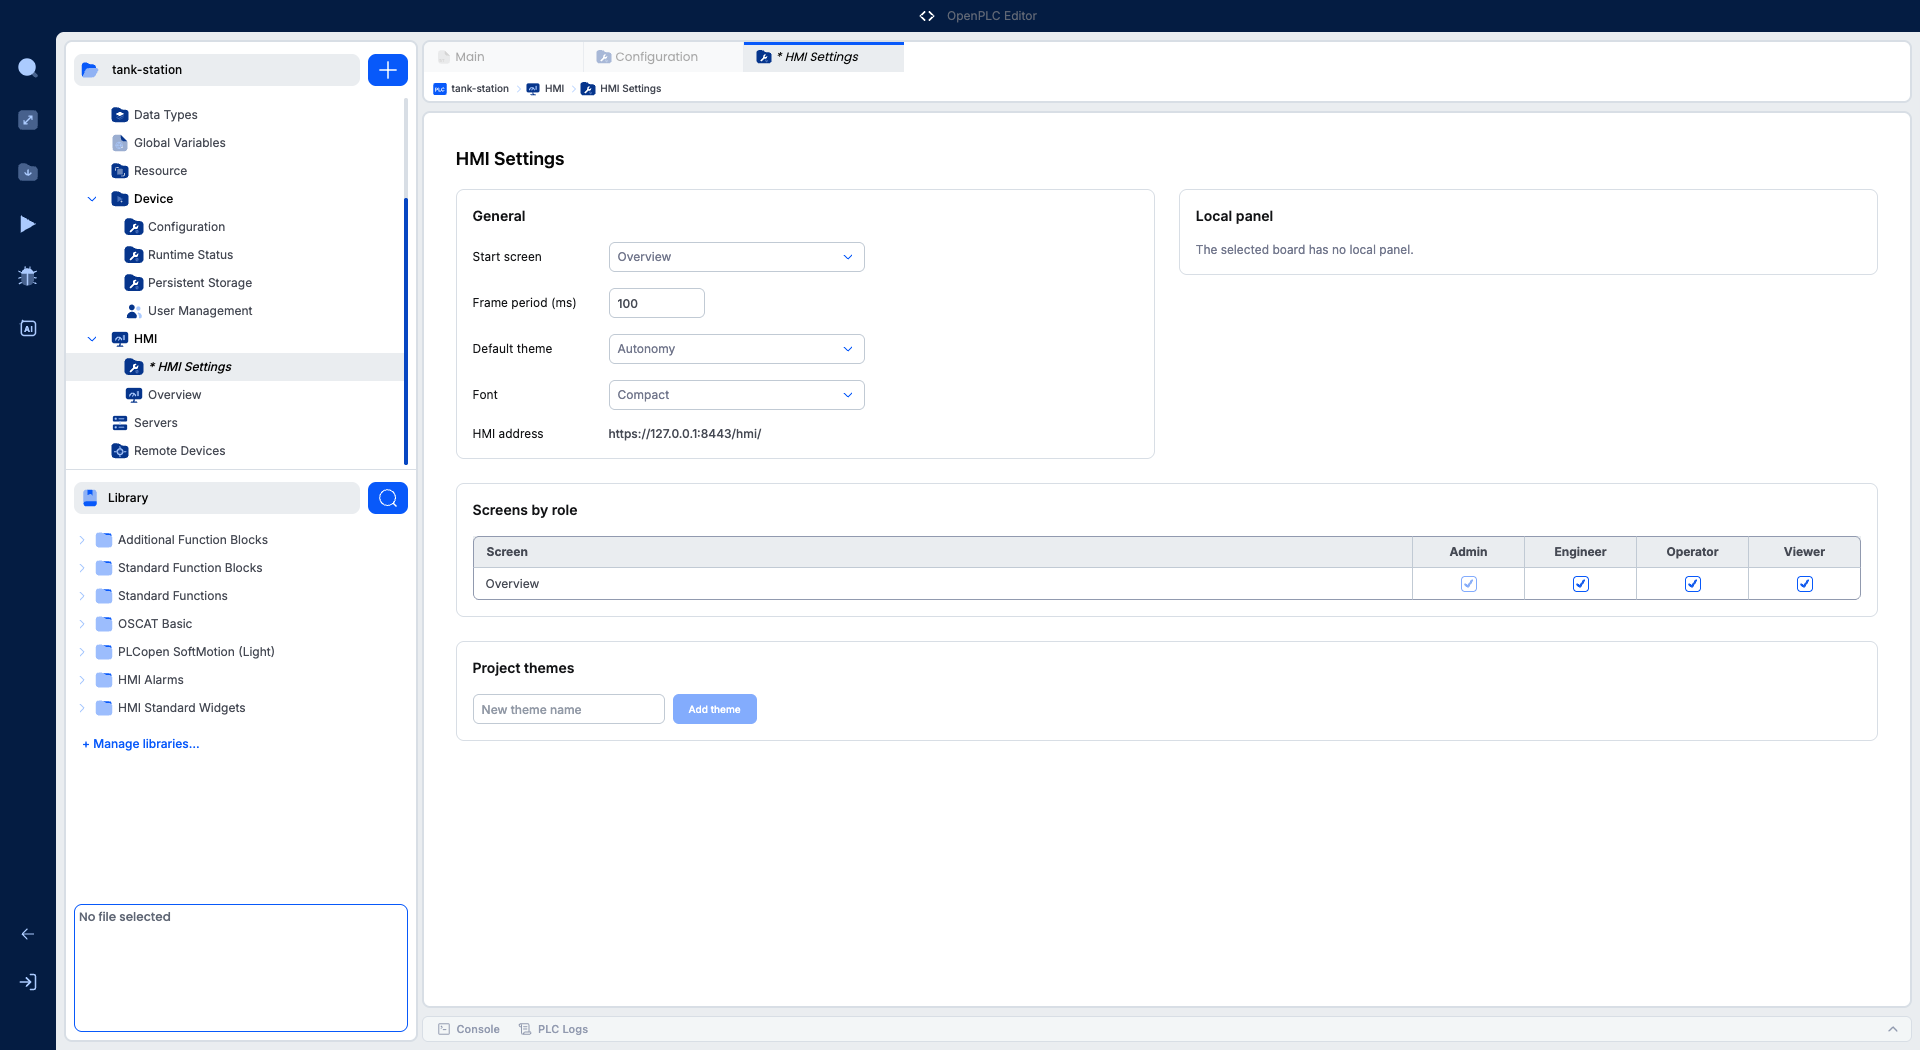 OpenPLC Editor
tank-station
Data Types
Global Variables
Resource
Device
Configuration
Runtime Status
Persistent Storage
User Management
HMI
* HMI Settings
Overview
Servers
Remote Devices
Library
Additional Function Blocks
Standard Function Blocks
Standard Functions
OSCAT Basic
PLCopen SoftMotion (Light)
HMI Alarms
HMI Standard Widgets
+ Manage libraries...
No file selected
AI
Main
Configuration
* HMI Settings
PLC tank-station
HMI
HMI Settings
HMI Settings
General
Start screen Overview
Frame period (ms) 100
Default theme Autonomy
Font Compact
HMI address https://127.0.0.1:8443/hmi/
Local panel
The selected board has no local panel.
Screens by role
Screen Admin Engineer Operator Viewer
Overview
Project themes
New theme name Add theme
Console PLC Logs